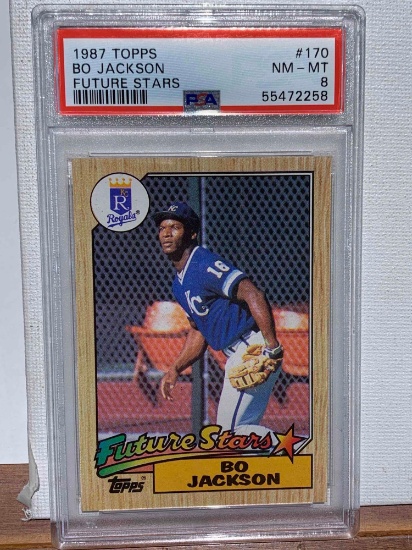 1987 TOPPS #170
BO JACKSON NM - MT
FUTURE STARS 8
PSA 55472258
KC
R
Royals®
KC
16
Future Stars
BO
JACKSON
Topps®